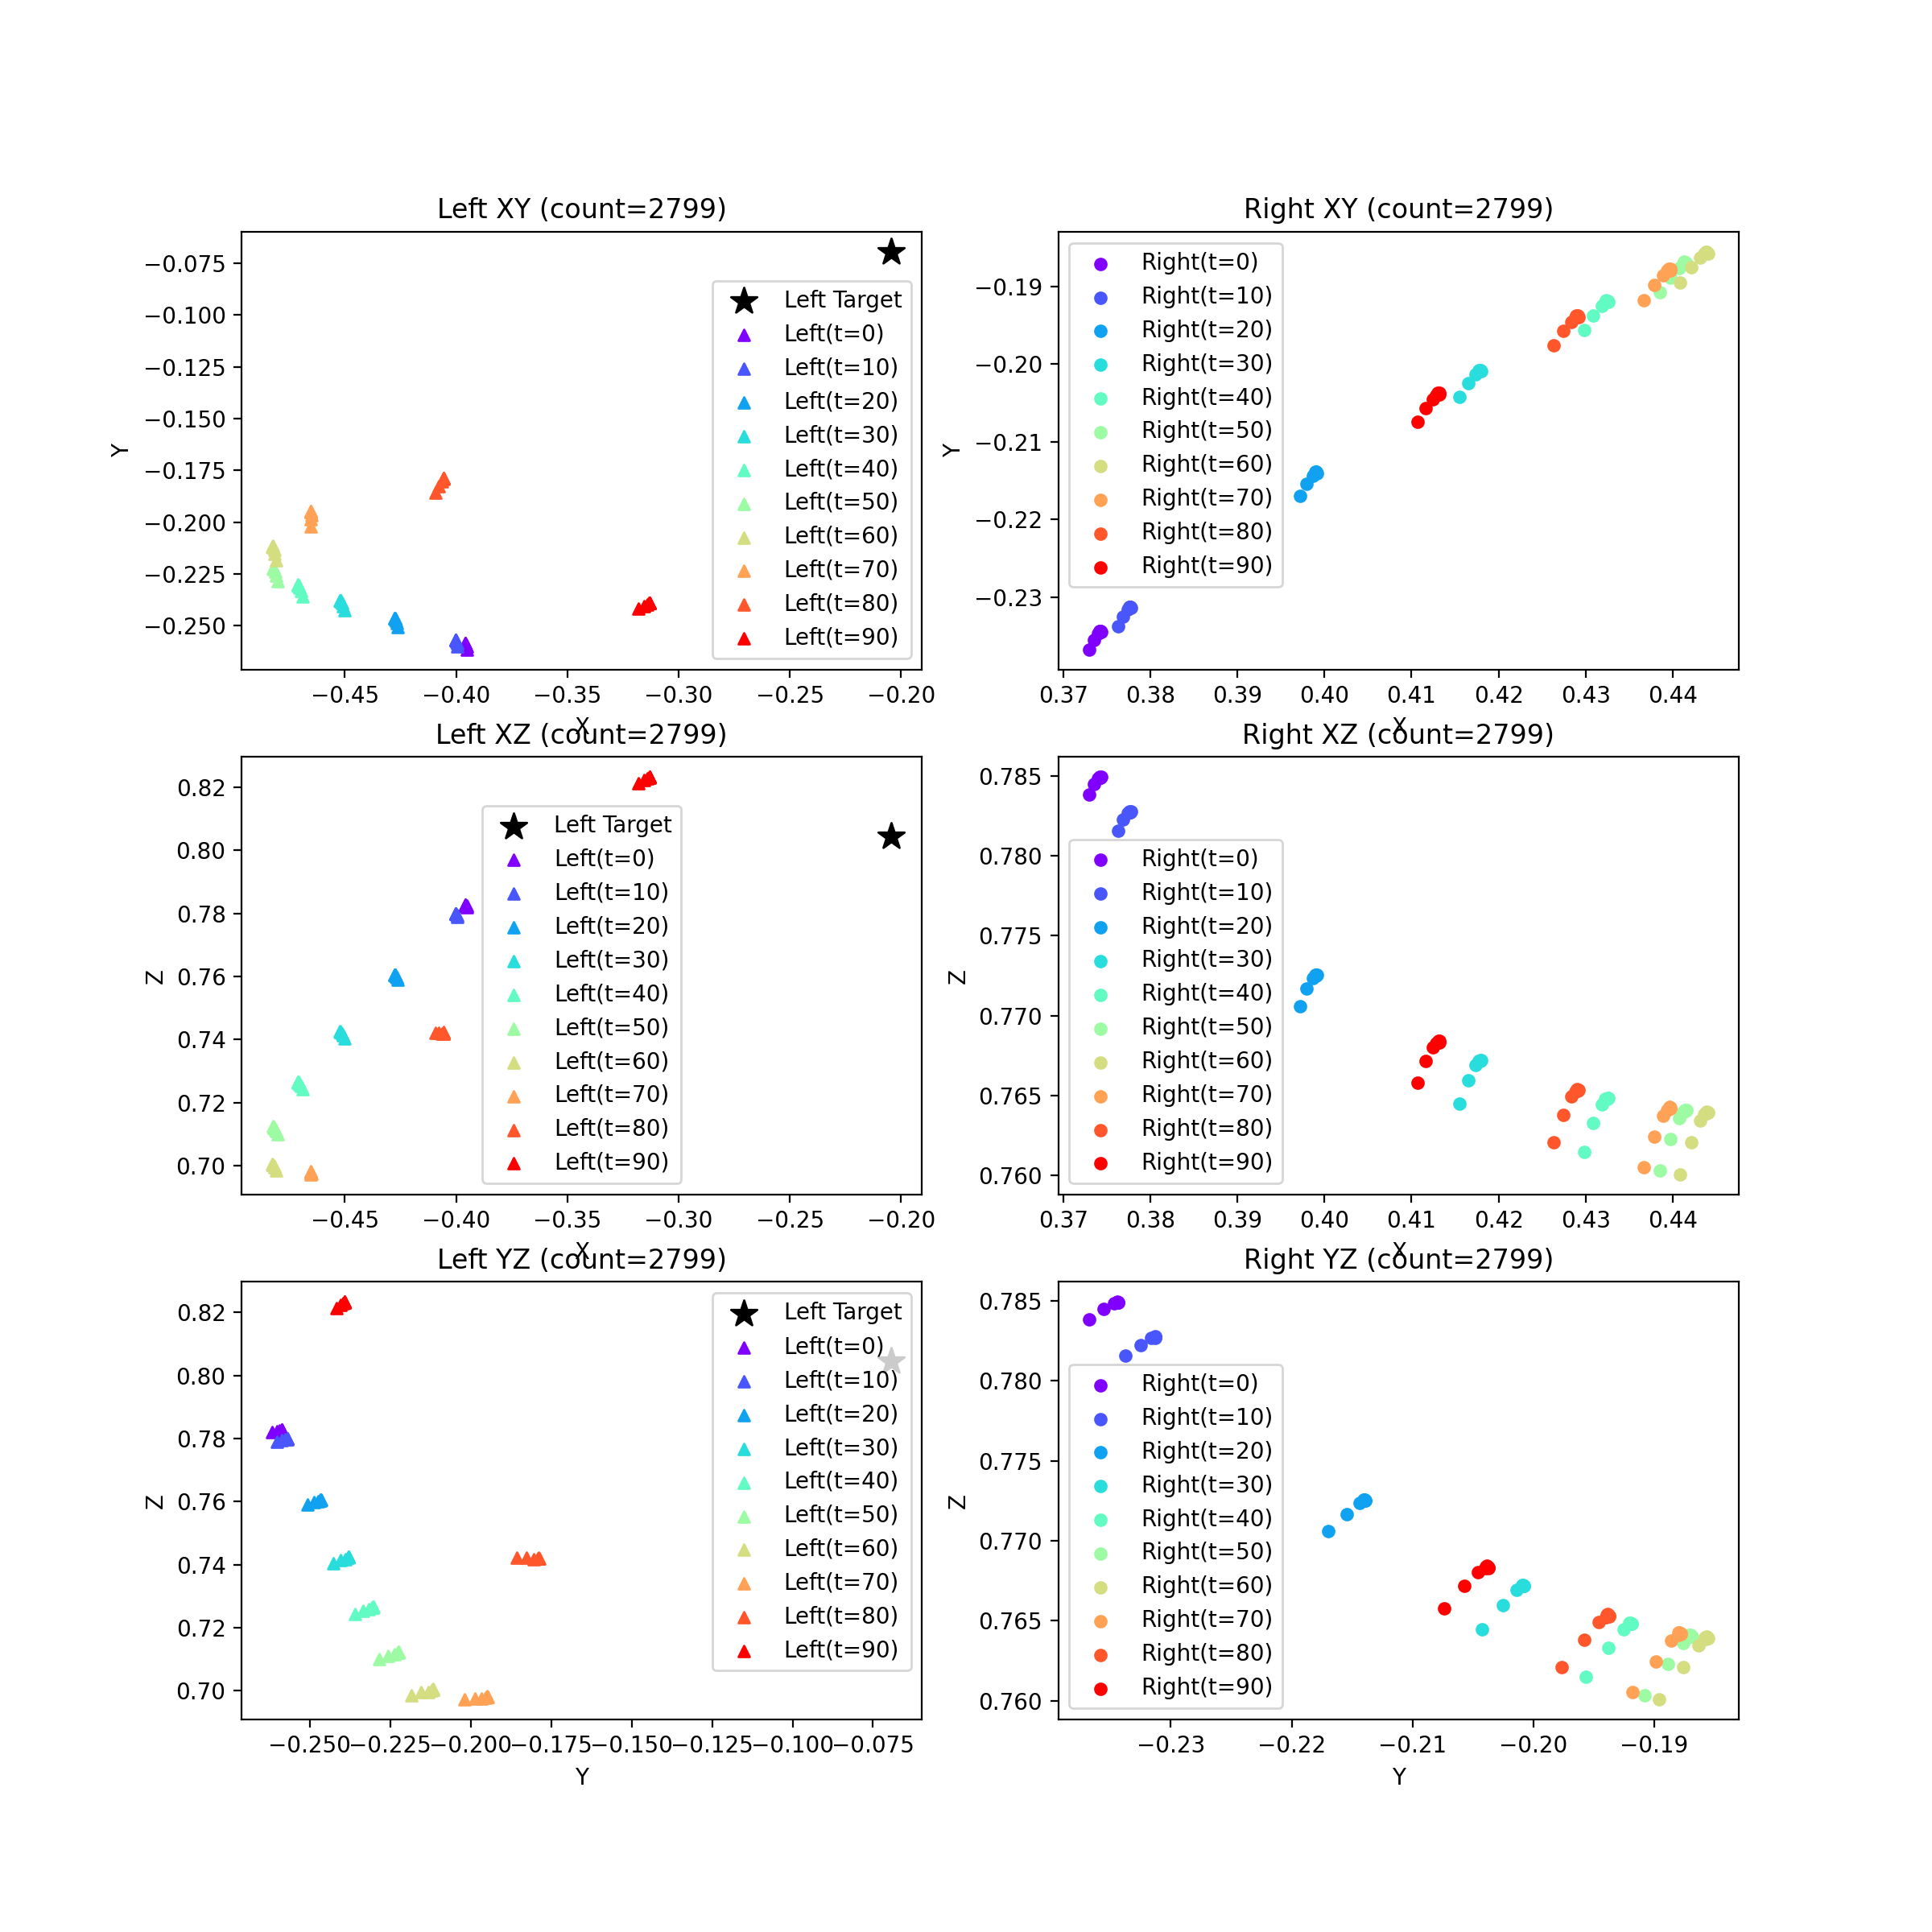 Left XY (count=2799)
−0.075
−0.100
−0.125
−0.150
−0.175
−0.200
−0.225
−0.250
Y
Left Target
Left(t=0)
Left(t=10)
Left(t=20)
Left(t=30)
Left(t=40)
Left(t=50)
Left(t=60)
Left(t=70)
Left(t=80)
Left(t=90)
−0.45 −0.40 −0.35 −0.30 −0.25 −0.20
X
Right XY (count=2799)
−0.19
−0.20
−0.21
−0.22
−0.23
Y
Right(t=0)
Right(t=10)
Right(t=20)
Right(t=30)
Right(t=40)
Right(t=50)
Right(t=60)
Right(t=70)
Right(t=80)
Right(t=90)
0.37 0.38 0.39 0.40 0.41 0.42 0.43 0.44
X
Left XZ (count=2799)
0.82
0.80
0.78
0.76
0.74
0.72
0.70
Z
Left Target
Left(t=0)
Left(t=10)
Left(t=20)
Left(t=30)
Left(t=40)
Left(t=50)
Left(t=60)
Left(t=70)
Left(t=80)
Left(t=90)
−0.45 −0.40 −0.35 −0.30 −0.25 −0.20
X
Right XZ (count=2799)
0.785
0.780
0.775
0.770
0.765
0.760
Z
Right(t=0)
Right(t=10)
Right(t=20)
Right(t=30)
Right(t=40)
Right(t=50)
Right(t=60)
Right(t=70)
Right(t=80)
Right(t=90)
0.37 0.38 0.39 0.40 0.41 0.42 0.43 0.44
X
Left YZ (count=2799)
0.82
0.80
0.78
0.76
0.74
0.72
0.70
Z
Left Target
Left(t=0)
Left(t=10)
Left(t=20)
Left(t=30)
Left(t=40)
Left(t=50)
Left(t=60)
Left(t=70)
Left(t=80)
Left(t=90)
−0.250 −0.225 −0.200 −0.175 −0.150 −0.125 −0.100 −0.075
Y
Right YZ (count=2799)
0.785
0.780
0.775
0.770
0.765
0.760
Z
Right(t=0)
Right(t=10)
Right(t=20)
Right(t=30)
Right(t=40)
Right(t=50)
Right(t=60)
Right(t=70)
Right(t=80)
Right(t=90)
−0.23 −0.22 −0.21 −0.20 −0.19
Y